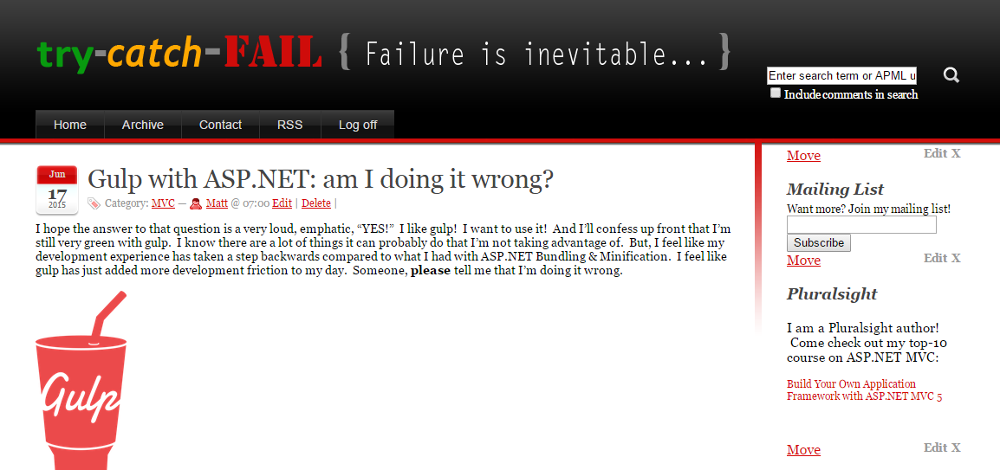 try-catch-FAIL { Failure is inevitable... }
Enter search term or APML u
Include comments in search
Home Archive Contact RSS Log off
Jun
17
2015
Gulp with ASP.NET: am I doing it wrong?
Category: MVC — Matt @ 07:00 Edit | Delete |
I hope the answer to that question is a very loud, emphatic, “YES!”  I like gulp!  I want to use it!  And I’ll confess up front that I’m
still very green with gulp.  I know there are a lot of things it can probably do that I’m not taking advantage of.  But, I feel like my
development experience has taken a step backwards compared to what I had with ASP.NET Bundling & Minification.  I feel like
gulp has just added more development friction to my day.  Someone, please tell me that I’m doing it wrong.
Gulp
Move Edit X
Mailing List
Want more? Join my mailing list!
Subscribe
Move Edit X
Pluralsight
I am a Pluralsight author!
Come check out my top-10
course on ASP.NET MVC:
Build Your Own Application
Framework with ASP.NET MVC 5
Move Edit X